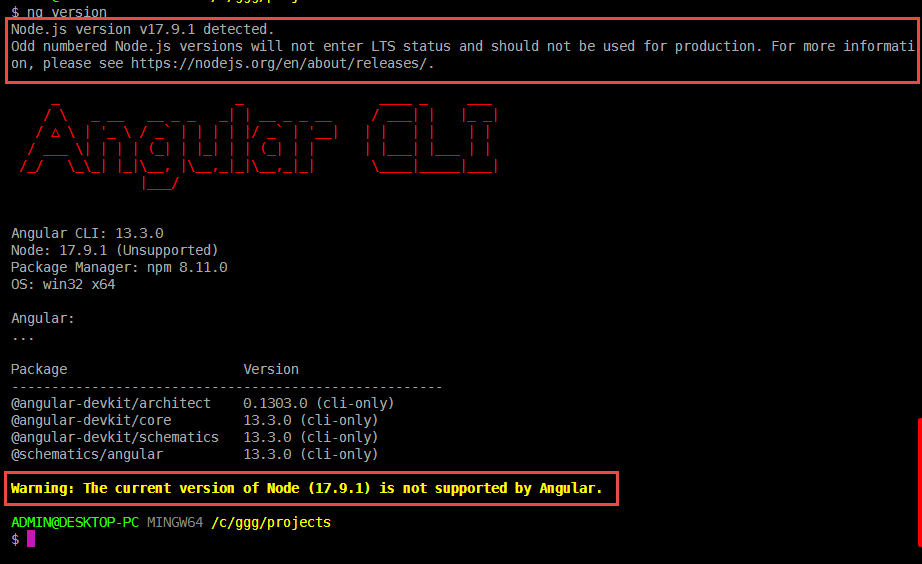 $ ng version
Node.js version v17.9.1 detected.
Odd numbered Node.js versions will not enter LTS status and should not be used for production. For more informati
on, please see https://nodejs.org/en/about/releases/.
Angular CLI
Angular CLI: 13.3.0
Node: 17.9.1 (Unsupported)
Package Manager: npm 8.11.0
OS: win32 x64
Angular:
...
Package Version
------------------------------------------------------
@angular-devkit/architect 0.1303.0 (cli-only)
@angular-devkit/core 13.3.0 (cli-only)
@angular-devkit/schematics 13.3.0 (cli-only)
@schematics/angular 13.3.0 (cli-only)
Warning: The current version of Node (17.9.1) is not supported by Angular.
ADMIN@DESKTOP-PC MINGW64 /c/ggg/projects
$